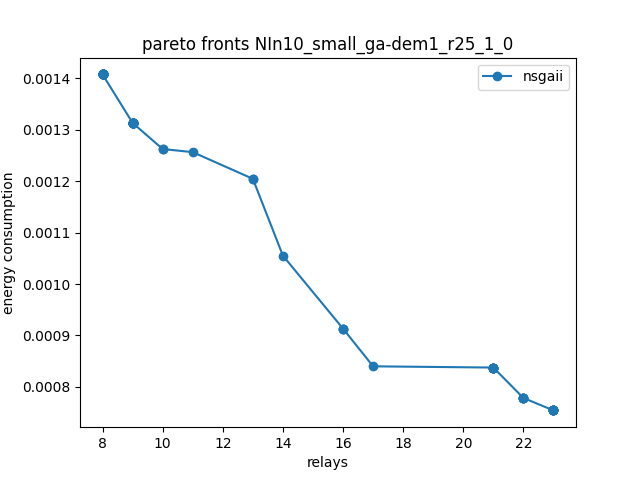 pareto fronts NIn10_small_ga-dem1_r25_1_0
nsgaii
energy consumption
0.0014
0.0013
0.0012
0.0011
0.0010
0.0009
0.0008
8 10 12 14 16 18 20 22
relays